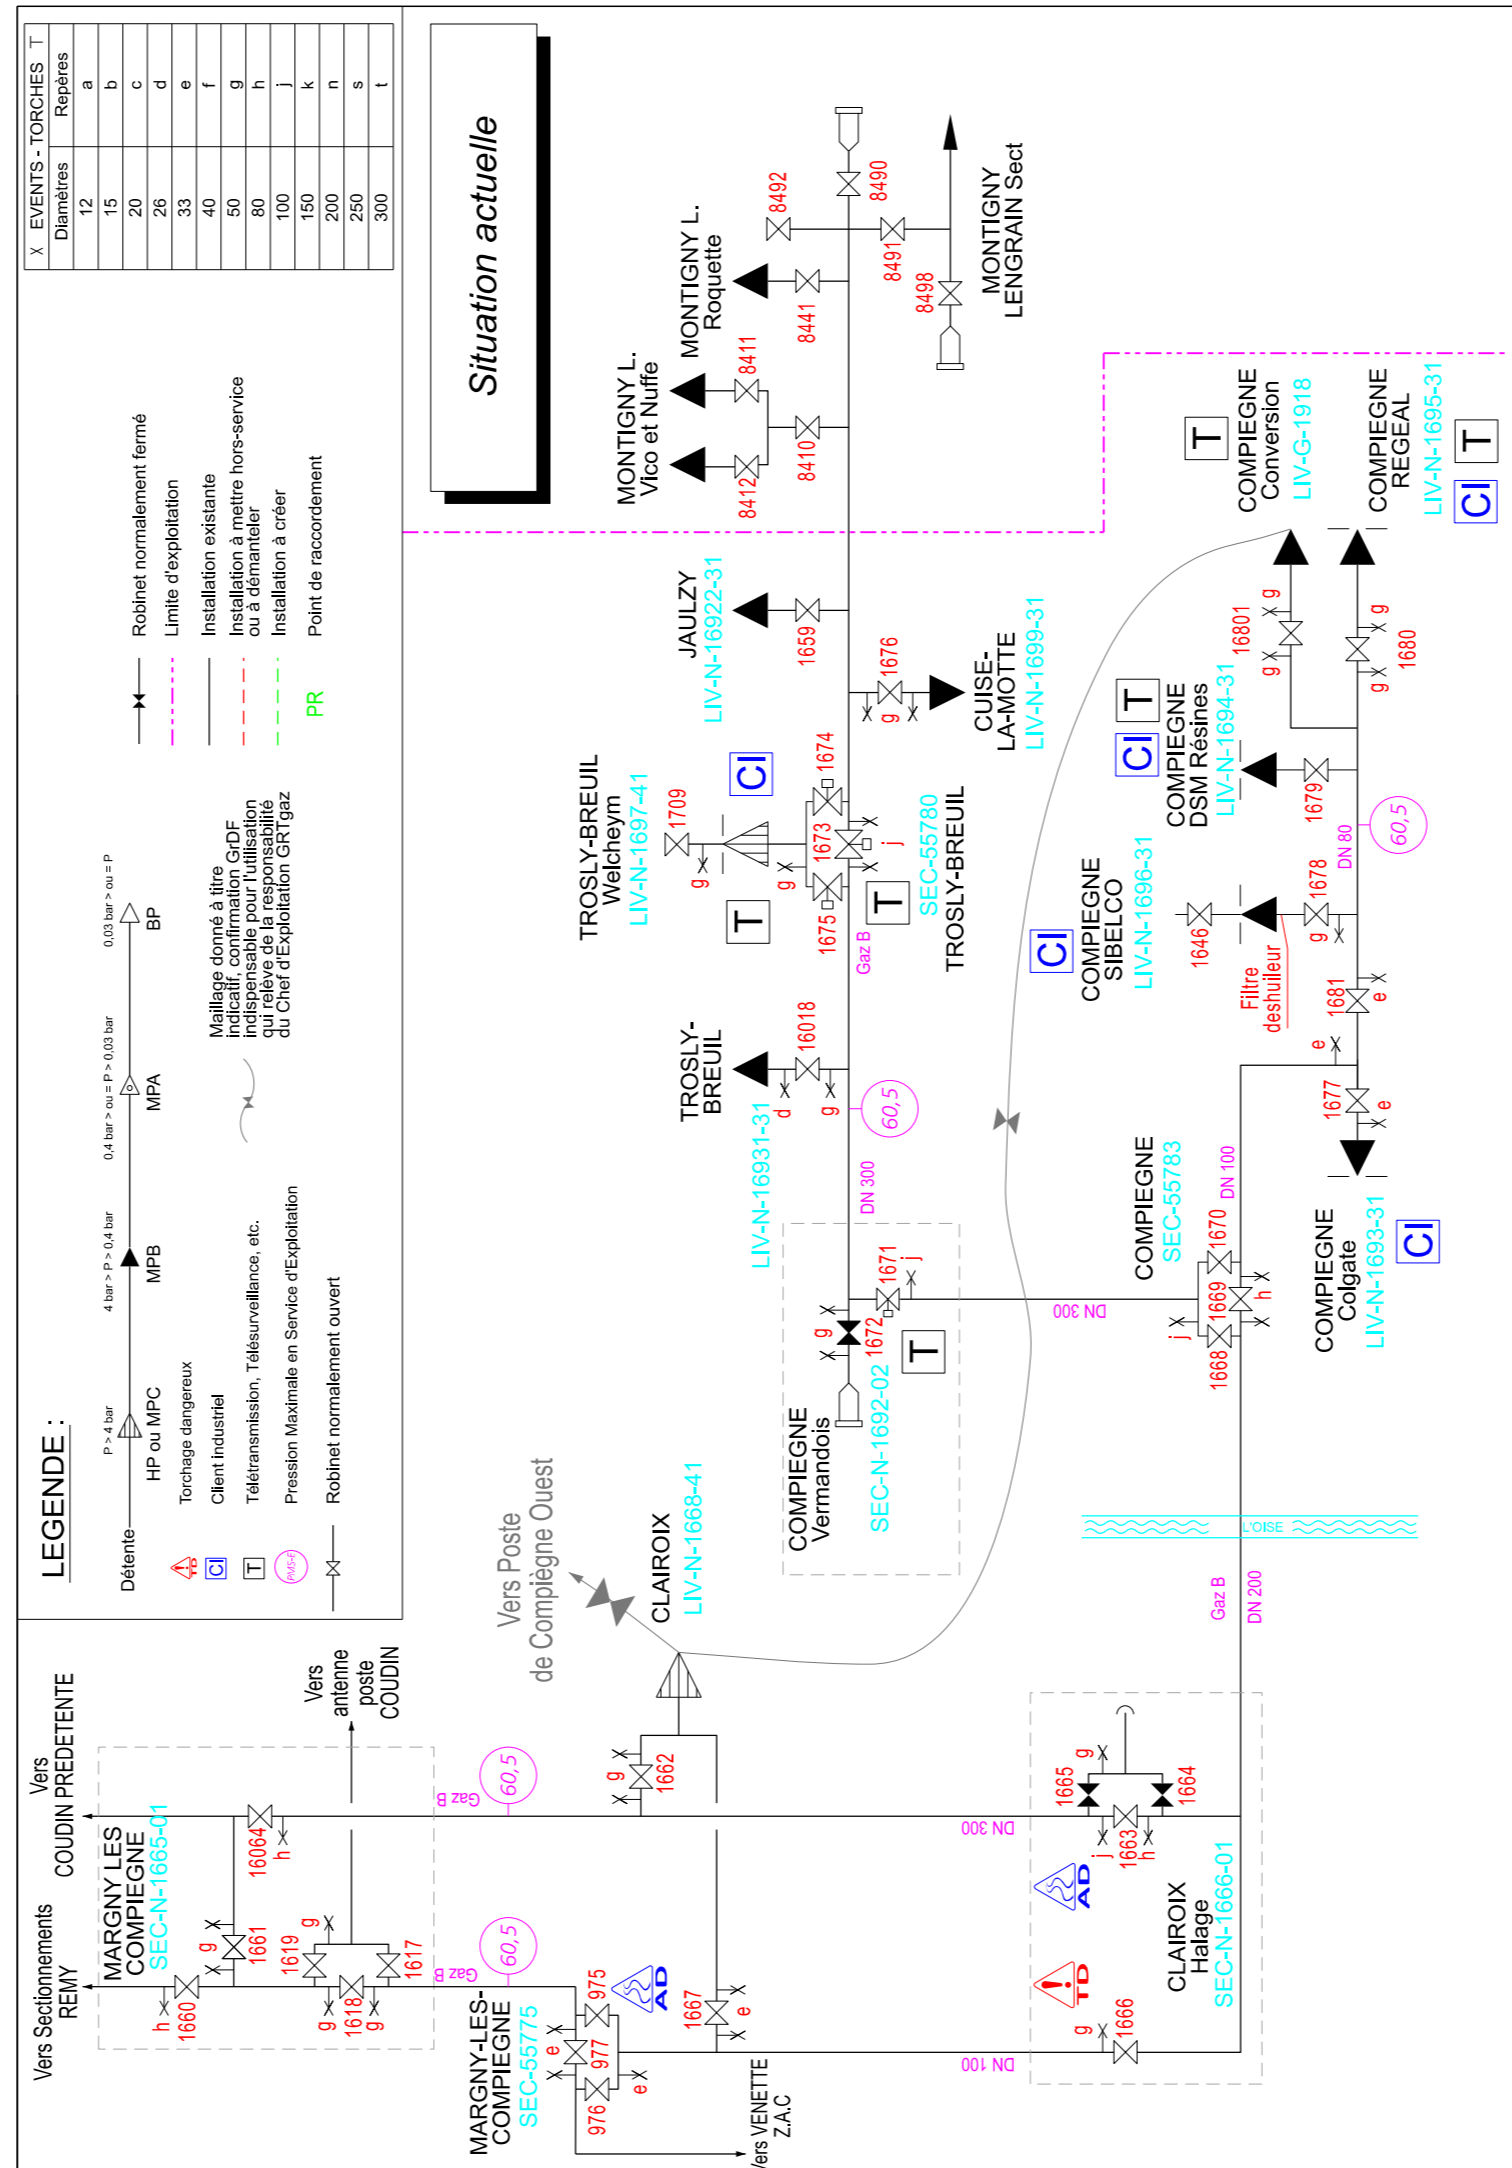 X EVENTS - TORCHES T
Diamètres Repères
12 a
15 b
20 c
26 d
33 e
40 f
50 g
80 h
100 j
150 k
200 n
250 s
300 t
Situation actuelle
LEGENDE :
Détente
P > 4 bar
HP ou MPC
4 bar > P > 0,4 bar
MPB
0,4 bar > ou = P > 0,03 bar
MPA
0,03 bar > ou = P
BP
TD
Torchage dangereux
CI
Client industriel
T
Télétransmission, Télésurveillance, etc.
PMS-E
Pression Maximale en Service d'Exploitation
Robinet normalement ouvert
Maillage donné à titre
indicatif, confirmation GrDF
indispensable pour l'utilisation
qui relève de la responsabilité
du Chef d'Exploitation GRTgaz
Robinet normalement fermé
Limite d'exploitation
Installation existante
Installation à mettre hors-service
ou à démanteler
Installation à créer
PR
Point de raccordement
Vers Sectionnements
REMY
Vers
COUDIN PREDETENTE
MARGNY LES
COMPIEGNE
SEC-N-1665-01
Vers
antenne
poste
COUDIN
h
1660
g
1661
16064
h
1619
g
g
1618
g
1617
Gaz B
60,5
Gaz B
60,5
MARGNY-LES-
COMPIEGNE
SEC-55775
975
e
977
976
e
AD
Vers VENETTE
Z.A.C
1667
e
g
1662
CLAIROIX
LIV-N-1668-41
Vers Poste
de Compiègne Ouest
DN 300
DN 100
AD
TD
1665
g
1664
j
1663
h
g
1666
CLAIROIX
Halage
SEC-N-1666-01
Gaz B
DN 200
L'OISE
COMPIEGNE
Vermandois
SEC-N-1692-02
g
1672
1671
j
T
DN 300
DN 300
60,5
COMPIEGNE
SEC-55783
j
1668
1669
1670
h
DN 100
TROSLY-
BREUIL
LIV-N-16931-31
d
16018
g
TROSLY-BREUIL
Welcheym
LIV-N-1697-41
1709
g
CI
T
g
1675
1673
1674
j
T
Gaz B
SEC-55780
TROSLY-BREUIL
JAULZY
LIV-N-16922-31
1659
1676
g
CUISE-
LA-MOTTE
LIV-N-1699-31
MONTIGNY L.
Vico et Nuffe
8412
8411
8410
MONTIGNY L.
Roquette
8441
8492
8490
8491
8498
MONTIGNY
LENGRAIN Sect
COMPIEGNE
Colgate
LIV-N-1693-31
CI
1677
e
e
1681
e
CI
COMPIEGNE
SIBELCO
LIV-N-1696-31
1646
Filtre
deshuileur
g
1678
DN 80
60,5
CI
T
COMPIEGNE
DSM Résines
LIV-N-1694-31
1679
16801
g
g
T
COMPIEGNE
Conversion
LIV-G-1918
g
1680
g
COMPIEGNE
REGEAL
LIV-N-1695-31
CI
T